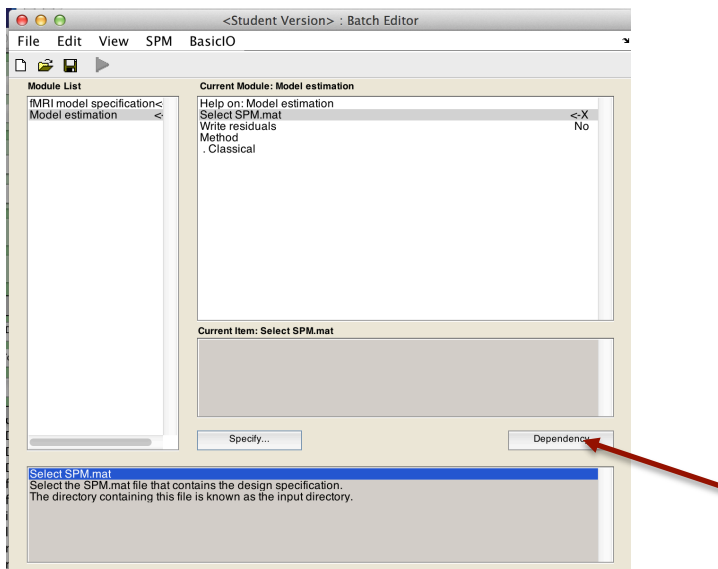 <Student Version> : Batch Editor
File Edit View SPM BasicIO
Module List
fMRI model specification<
Model estimation <-
Current Module: Model estimation
Help on: Model estimation
Select SPM.mat <-X
Write residuals No
Method
. Classical
Current Item: Select SPM.mat
Specify...
Dependency
Select SPM.mat
Select the SPM.mat file that contains the design specification.
The directory containing this file is known as the input directory.